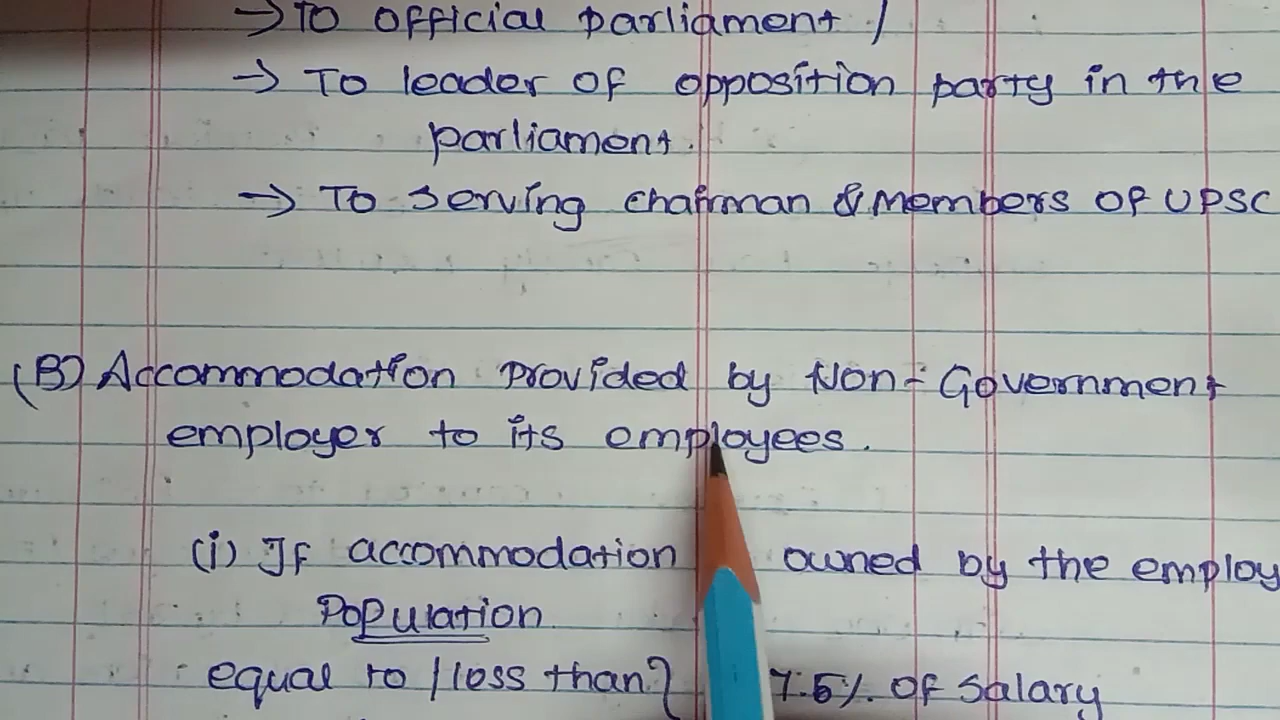 → To official parliament /
→ To leader of opposition party in the
parliament.
→ To serving chairman & members of UPSC
(B) Accommodation provided by Non-Government
employer to its employees.
(i) If accommodation owned by the employ
Population
equal to / less than} 7.5% of salary